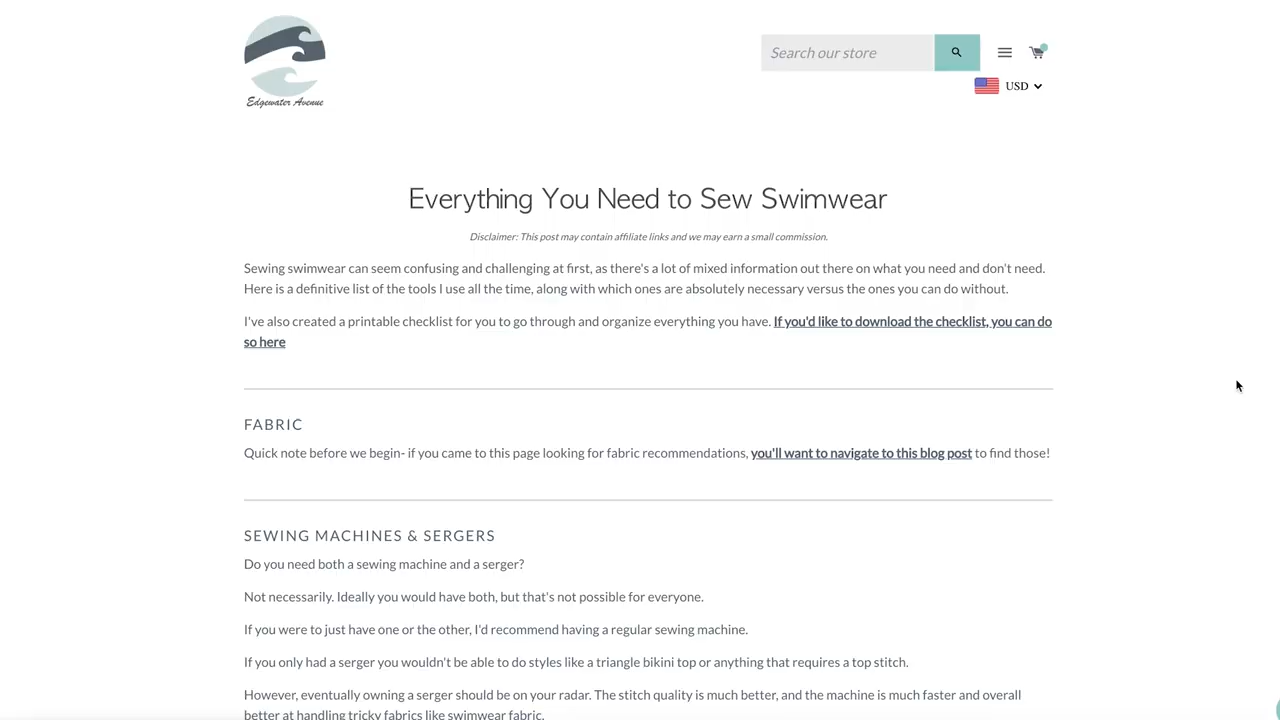 Edgewater Avenue
Search our store
USD
Everything You Need to Sew Swimwear
Disclaimer: This post may contain affiliate links and we may earn a small commission.
Sewing swimwear can seem confusing and challenging at first, as there's a lot of mixed information out there on what you need and don't need.
Here is a definitive list of the tools I use all the time, along with which ones are absolutely necessary versus the ones you can do without.
I've also created a printable checklist for you to go through and organize everything you have. If you'd like to download the checklist, you can do
so here
FABRIC
Quick note before we begin- if you came to this page looking for fabric recommendations, you'll want to navigate to this blog post to find those!
SEWING MACHINES & SERGERS
Do you need both a sewing machine and a serger?
Not necessarily. Ideally you would have both, but that's not possible for everyone.
If you were to just have one or the other, I'd recommend having a regular sewing machine.
If you only had a serger you wouldn't be able to do styles like a triangle bikini top or anything that requires a top stitch.
However, eventually owning a serger should be on your radar. The stitch quality is much better, and the machine is much faster and overall
better at handling tricky fabrics like swimwear fabric.